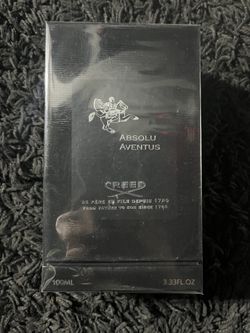 ABSOLU
AVENTUS
CREED
DE PÈRE EN FILS DEPUIS 1760
FROM FATHER TO SON SINCE 1760
100ML
3.33FL.OZ